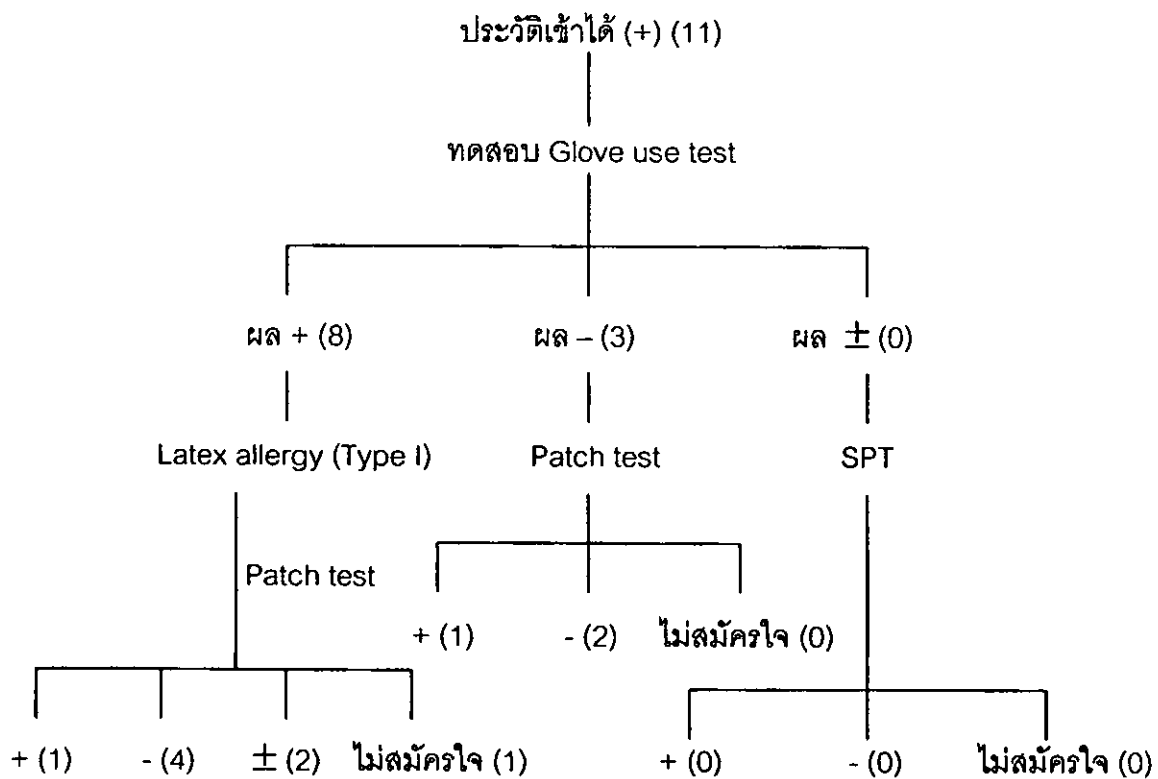 ประวัติเข้าได้ (+) (11)
ทดสอบ Glove use test
ผล + (8) ผล – (3) ผล ± (0)
Latex allergy (Type I) Patch test SPT
Patch test
+ (1) - (2) ไม่สมัครใจ (0)
+ (1) - (4) ± (2) ไม่สมัครใจ (1) + (0) - (0) ไม่สมัครใจ (0)